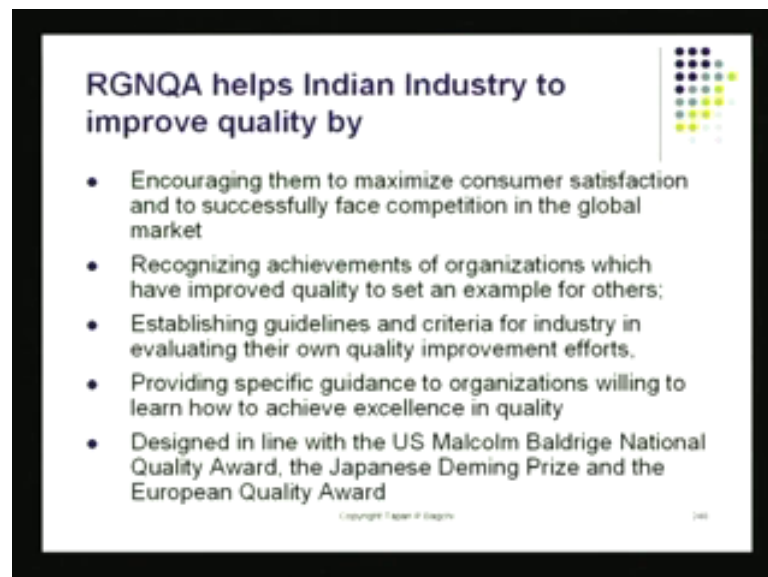 RGNQA helps Indian Industry to
improve quality by
● Encouraging them to maximize consumer satisfaction
and to successfully face competition in the global
market
● Recognizing achievements of organizations which
have improved quality to set an example for others;
● Establishing guidelines and criteria for industry in
evaluating their own quality improvement efforts,
● Providing specific guidance to organizations willing to
learn how to achieve excellence in quality
● Designed in line with the US Malcolm Baldrige National
Quality Award, the Japanese Deming Prize and the
European Quality Award
Copyright Tapan P Bagchi